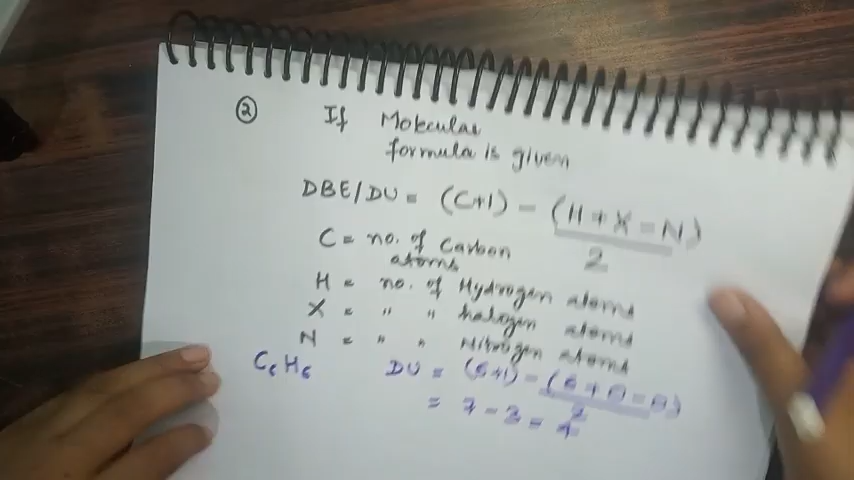 ② If Molecular
formula is given
DBE/DU = (C+1) - (H + X - N)
2
C = no. of Carbon
atoms
H = no. of Hydrogen atoms
X = " " halogen atoms
N = " " Nitrogen atoms
C6H6 DU = (6+1) - (6 + 0 - 0)
2
= 7 - 3 = 4